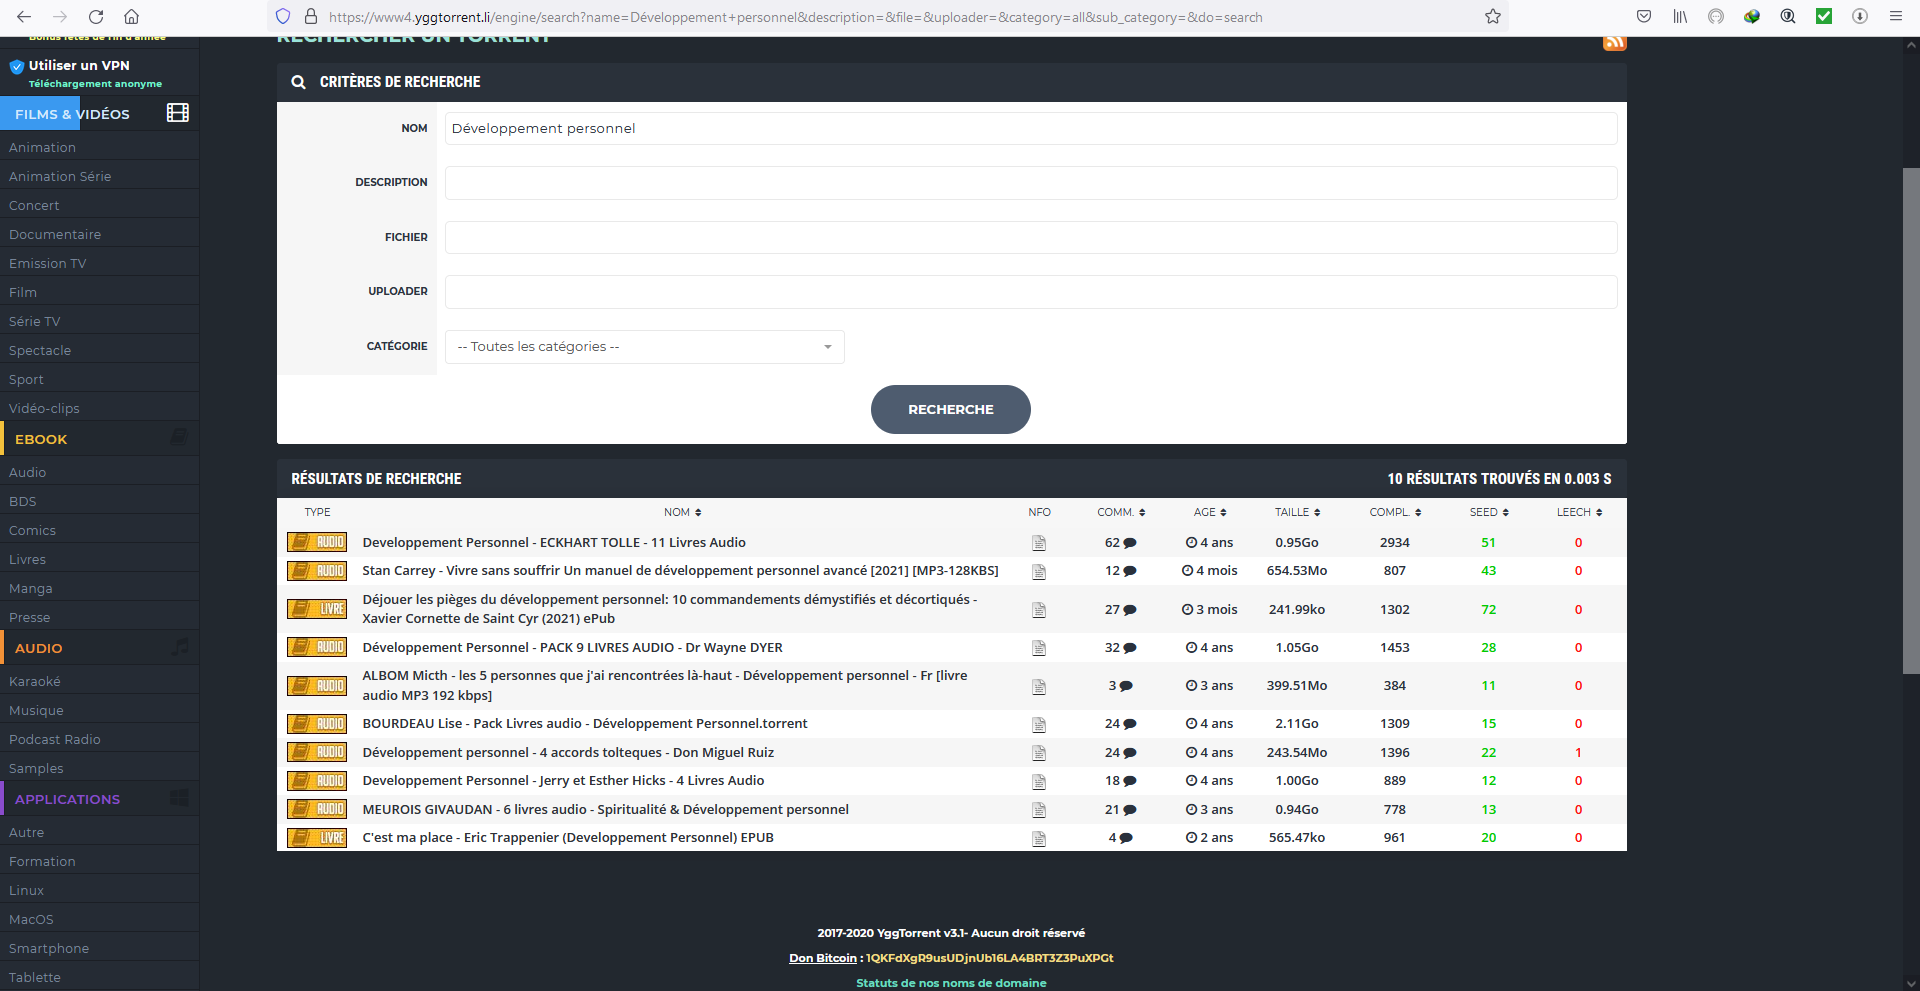 https://www4.yggtorrent.li/engine/search?name=Développement+personnel&description=&file=&uploader=&category=all&sub_category=&do=search
Bonus fêtes de fin d'année
Utiliser un VPN
Téléchargement anonyme
FILMS & VIDÉOS
Animation
Animation Série
Concert
Documentaire
Emission TV
Film
Série TV
Spectacle
Sport
Vidéo-clips
EBOOK
Audio
BDS
Comics
Livres
Manga
Presse
AUDIO
Karaoké
Musique
Podcast Radio
Samples
APPLICATIONS
Autre
Formation
Linux
MacOS
Smartphone
Tablette
RECHERCHER UN TORRENT
CRITÈRES DE RECHERCHE
NOM Développement personnel
DESCRIPTION
FICHIER
UPLOADER
CATÉGORIE -- Toutes les catégories --
RECHERCHE
RÉSULTATS DE RECHERCHE 10 RÉSULTATS TROUVÉS EN 0.003 S
TYPE NOM NFO COMM. AGE TAILLE COMPL. SEED LEECH
AUDIO Developpement Personnel - ECKHART TOLLE - 11 Livres Audio 62 4 ans 0.95Go 2934 51 0
AUDIO Stan Carrey - Vivre sans souffrir Un manuel de développement personnel avancé [2021] [MP3-128KBS] 12 4 mois 654.53Mo 807 43 0
LIVRE Déjouer les pièges du développement personnel: 10 commandements démystifiés et décortiqués -
Xavier Cornette de Saint Cyr (2021) ePub 27 3 mois 241.99ko 1302 72 0
AUDIO Développement Personnel - PACK 9 LIVRES AUDIO - Dr Wayne DYER 32 4 ans 1.05Go 1453 28 0
AUDIO ALBOM Micth - les 5 personnes que j'ai rencontrées là-haut - Développement personnel - Fr [livre
audio MP3 192 kbps] 3 3 ans 399.51Mo 384 11 0
AUDIO BOURDEAU Lise - Pack Livres audio - Développement Personnel.torrent 24 4 ans 2.11Go 1309 15 0
AUDIO Développement personnel - 4 accords tolteques - Don Miguel Ruiz 24 4 ans 243.54Mo 1396 22 1
AUDIO Developpement Personnel - Jerry et Esther Hicks - 4 Livres Audio 18 4 ans 1.00Go 889 12 0
AUDIO MEUROIS GIVAUDAN - 6 livres audio - Spiritualité & Développement personnel 21 3 ans 0.94Go 778 13 0
LIVRE C'est ma place - Eric Trappenier (Developpement Personnel) EPUB 4 2 ans 565.47ko 961 20 0
2017-2020 YggTorrent v3.1- Aucun droit réservé
Don Bitcoin : 1QKFdXgR9usUDjnUb16LA4BRT3Z3PuXPGt
Statuts de nos noms de domaine